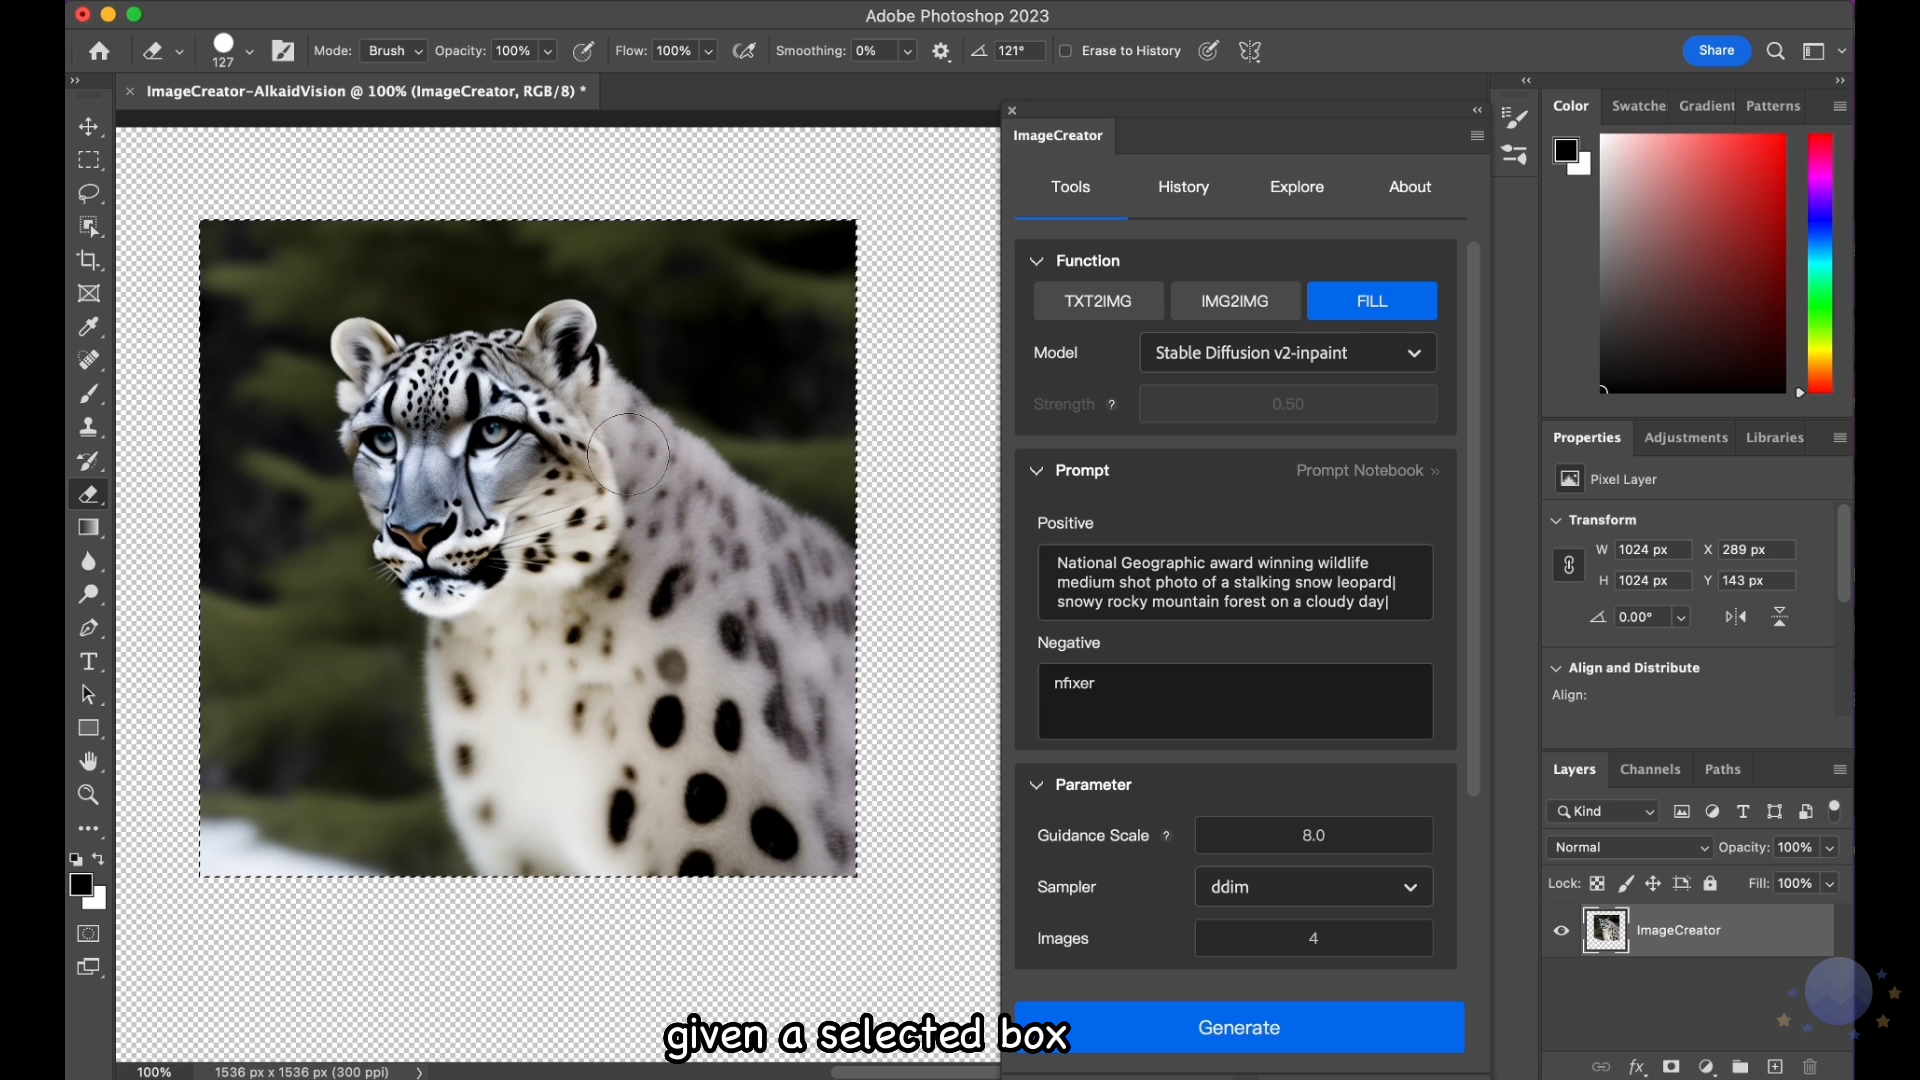 Adobe Photoshop 2023
127
Mode: Brush Opacity: 100% Flow: 100% Smoothing: 0% 121° Erase to History
Share
ImageCreator-AlkaidVision @ 100% (ImageCreator, RGB/8) *
ImageCreator
Tools History Explore About
Function
TXT2IMG IMG2IMG FILL
Model Stable Diffusion v2-inpaint
Strength ? 0.50
Prompt Prompt Notebook »
Positive
National Geographic award winning wildlife
medium shot photo of a stalking snow leopard|
snowy rocky mountain forest on a cloudy day|
Negative
nfixer
Parameter
Guidance Scale ? 8.0
Sampler ddim
Images 4
Generate
given a selected box
100% 1536 px x 1536 px (300 ppi)
Color Swatche Gradient Patterns
Properties Adjustments Libraries
Pixel Layer
Transform
W 1024 px X 289 px
H 1024 px Y 143 px
0.00°
Align and Distribute
Align:
Layers Channels Paths
Kind
Normal Opacity: 100%
Lock: Fill: 100%
ImageCreator
fx